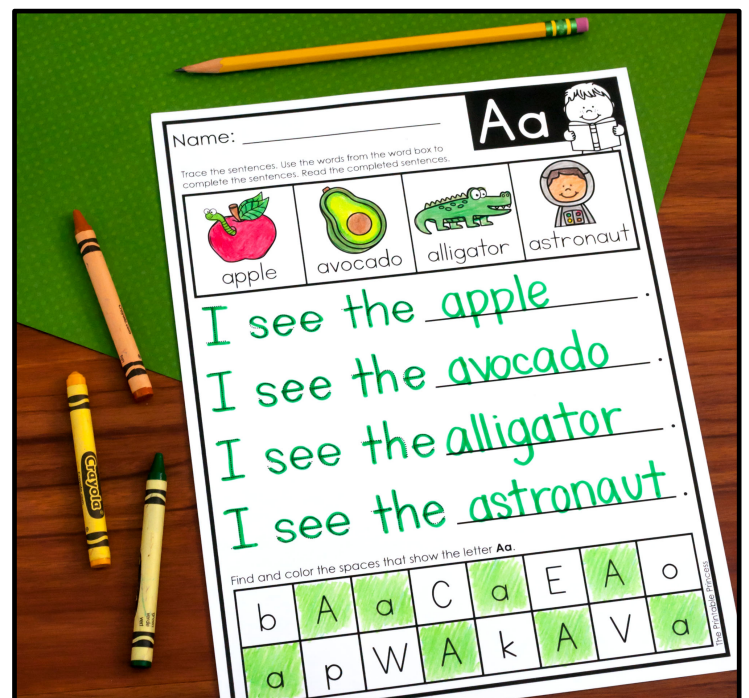 Name:
Aa
Trace the sentences. Use the words from the word box to
complete the sentences. Read the completed sentences.
apple avocado alligator astronaut
I see the apple.
I see the avocado.
I see the alligator.
I see the astronaut.
Find and color the spaces that show the letter Aa.
b A a C a E A o
a p W A k A V a
The Printable Princess
Crayola